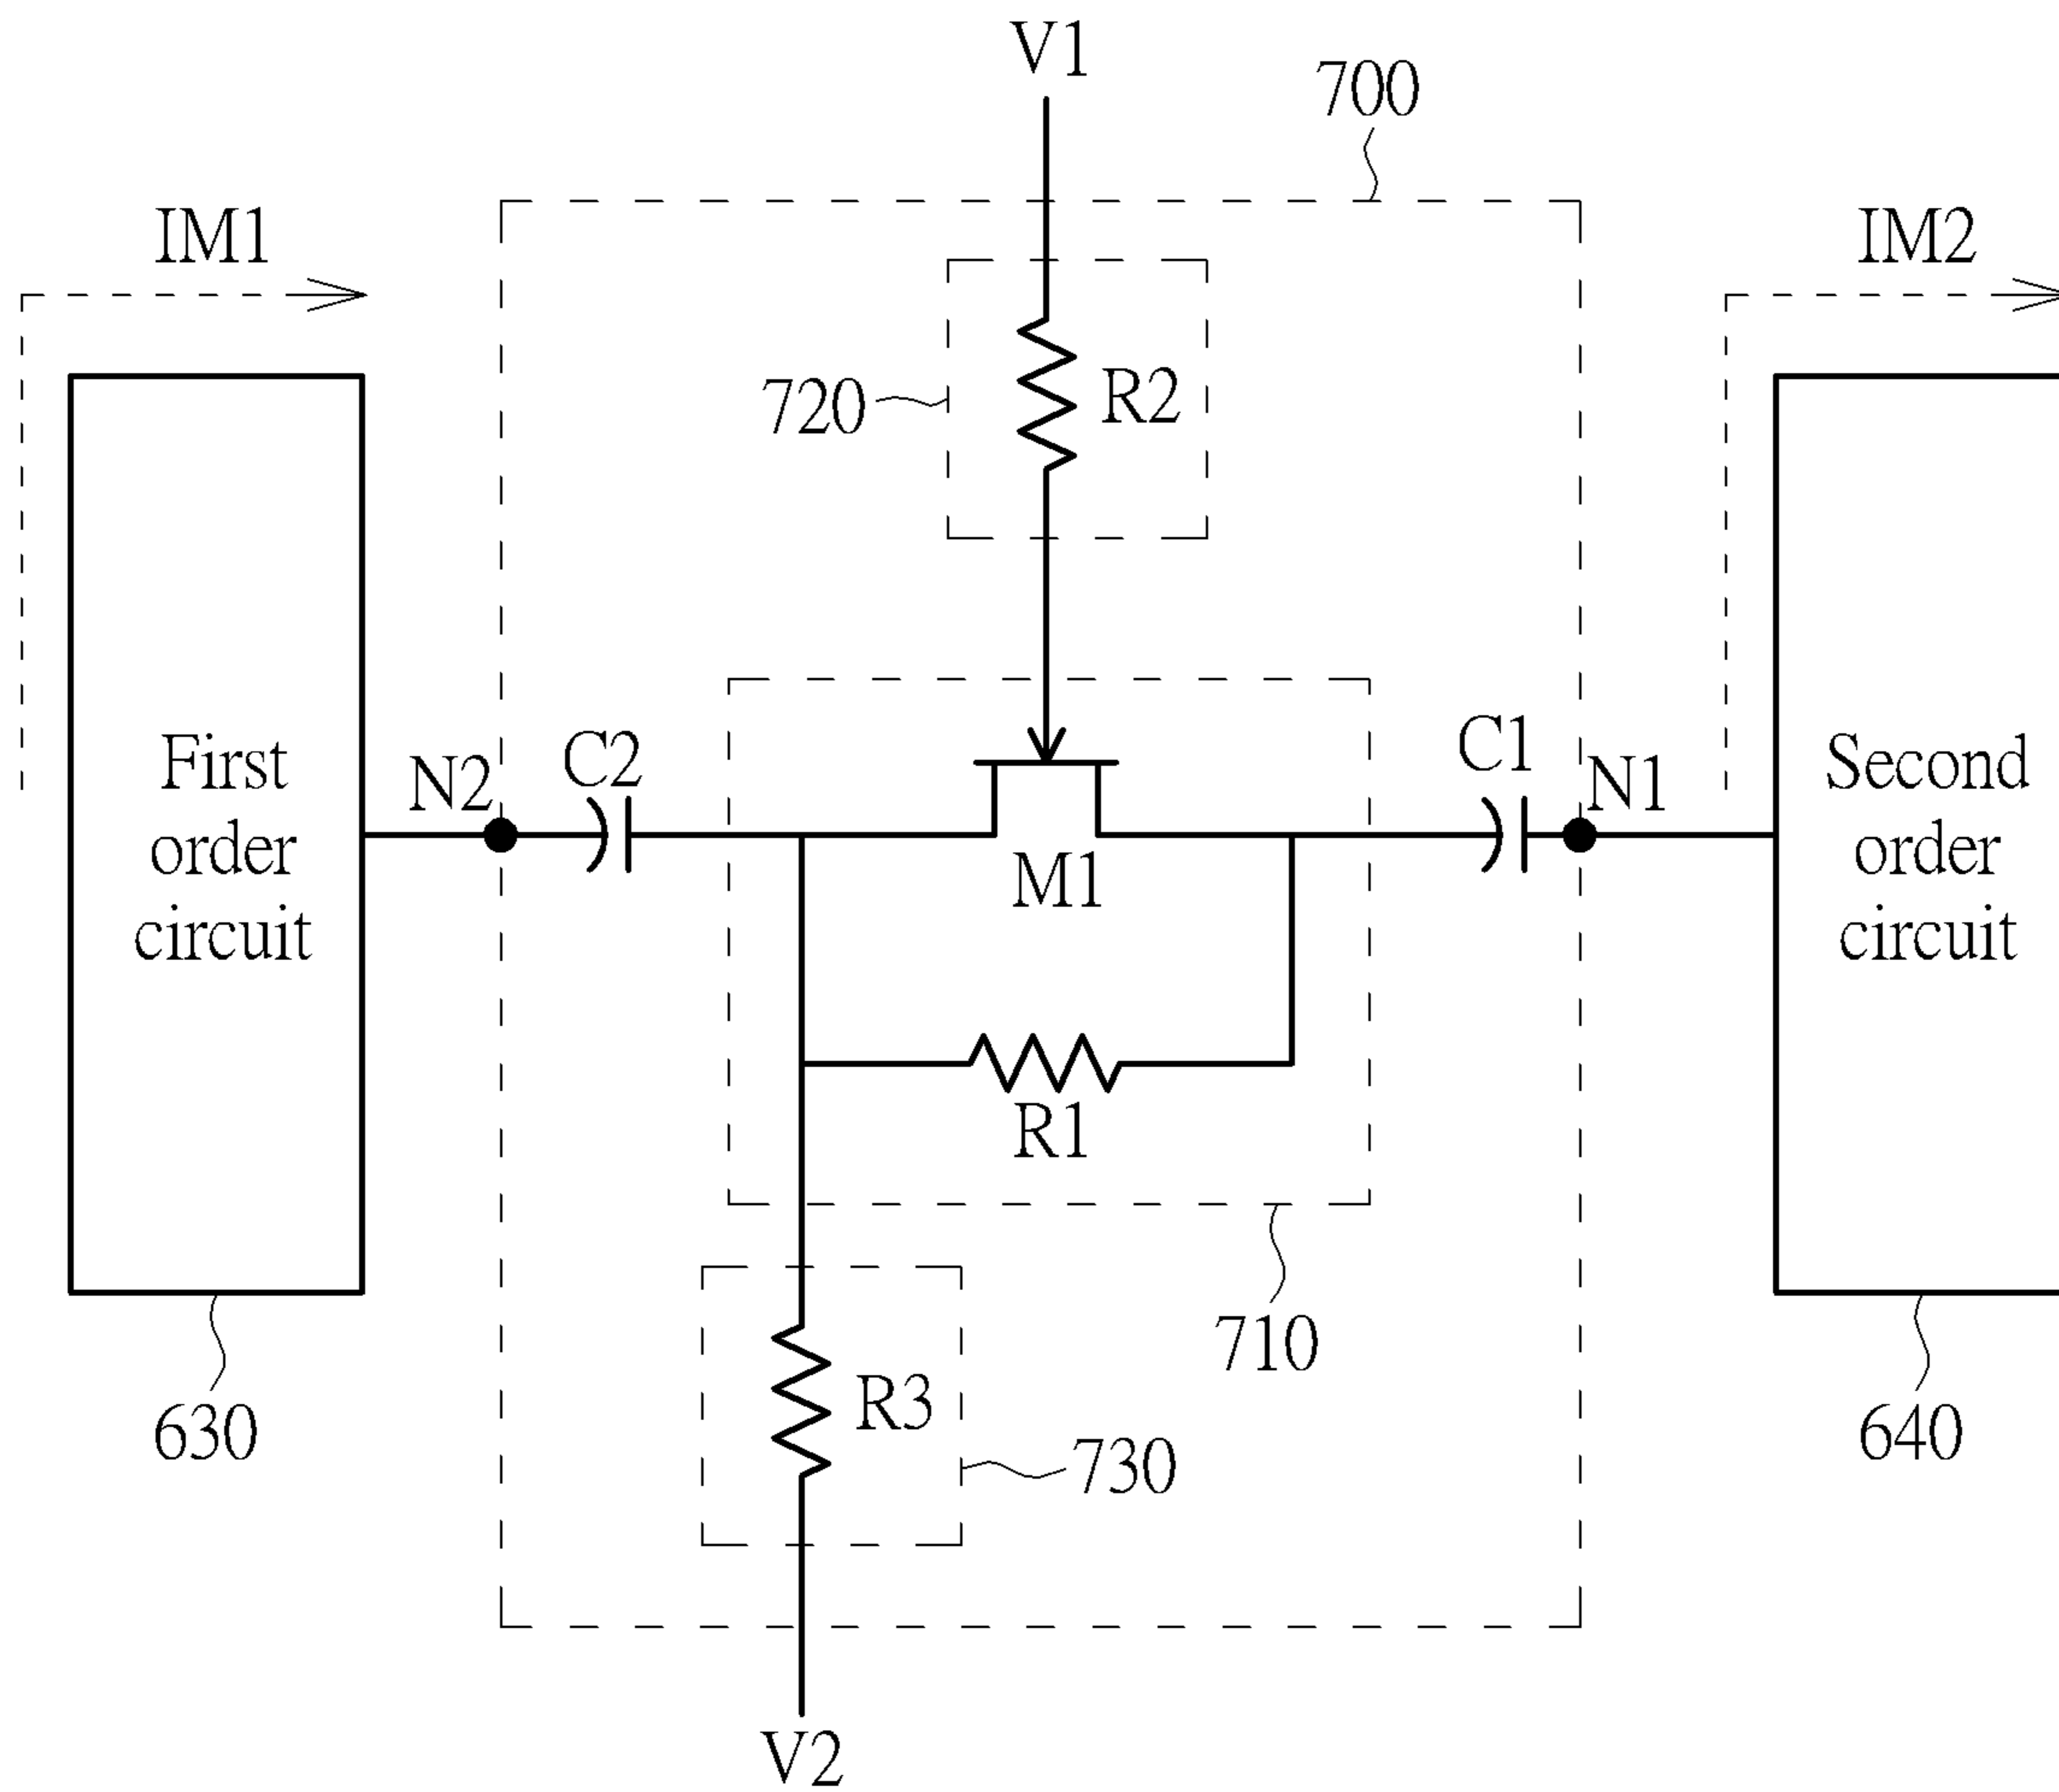 V1
700
IM1
IM2
720
R2
N2
C2
C1
N1
First
order
circuit
M1
Second
order
circuit
R1
710
630
R3
730
640
V2